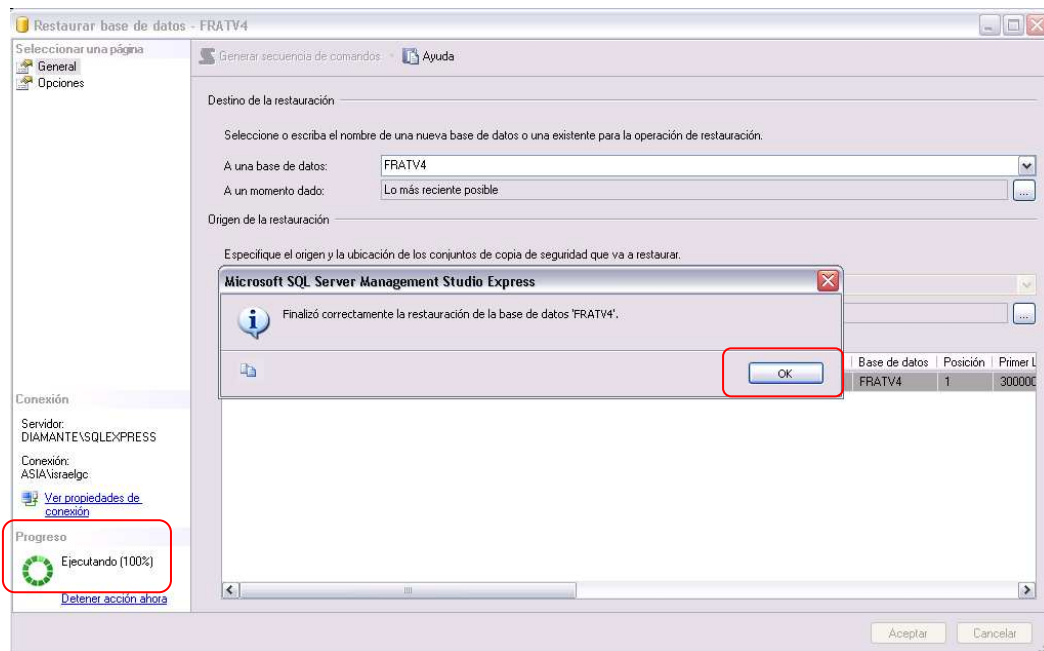 Restaurar base de datos - FRATV4
Seleccionar una página
General
Opciones
Generar secuencia de comandos
Ayuda
Destino de la restauración
Seleccione o escriba el nombre de una nueva base de datos o una existente para la operación de restauración.
A una base de datos:
FRATV4
A un momento dado:
Lo más reciente posible
...
Origen de la restauración
Especifique el origen y la ubicación de los conjuntos de copia de seguridad que va a restaurar.
Microsoft SQL Server Management Studio Express
Finalizó correctamente la restauración de la base de datos 'FRATV4'.
...
OK
Base de datos Posición Primer L
FRATV4 1 300000
Conexión
Servidor:
DIAMANTE\SQLEXPRESS
Conexión:
ASIA\israelgc
Ver propiedades de
conexión
Progreso
Ejecutando (100%)
Detener acción ahora
Aceptar Cancelar